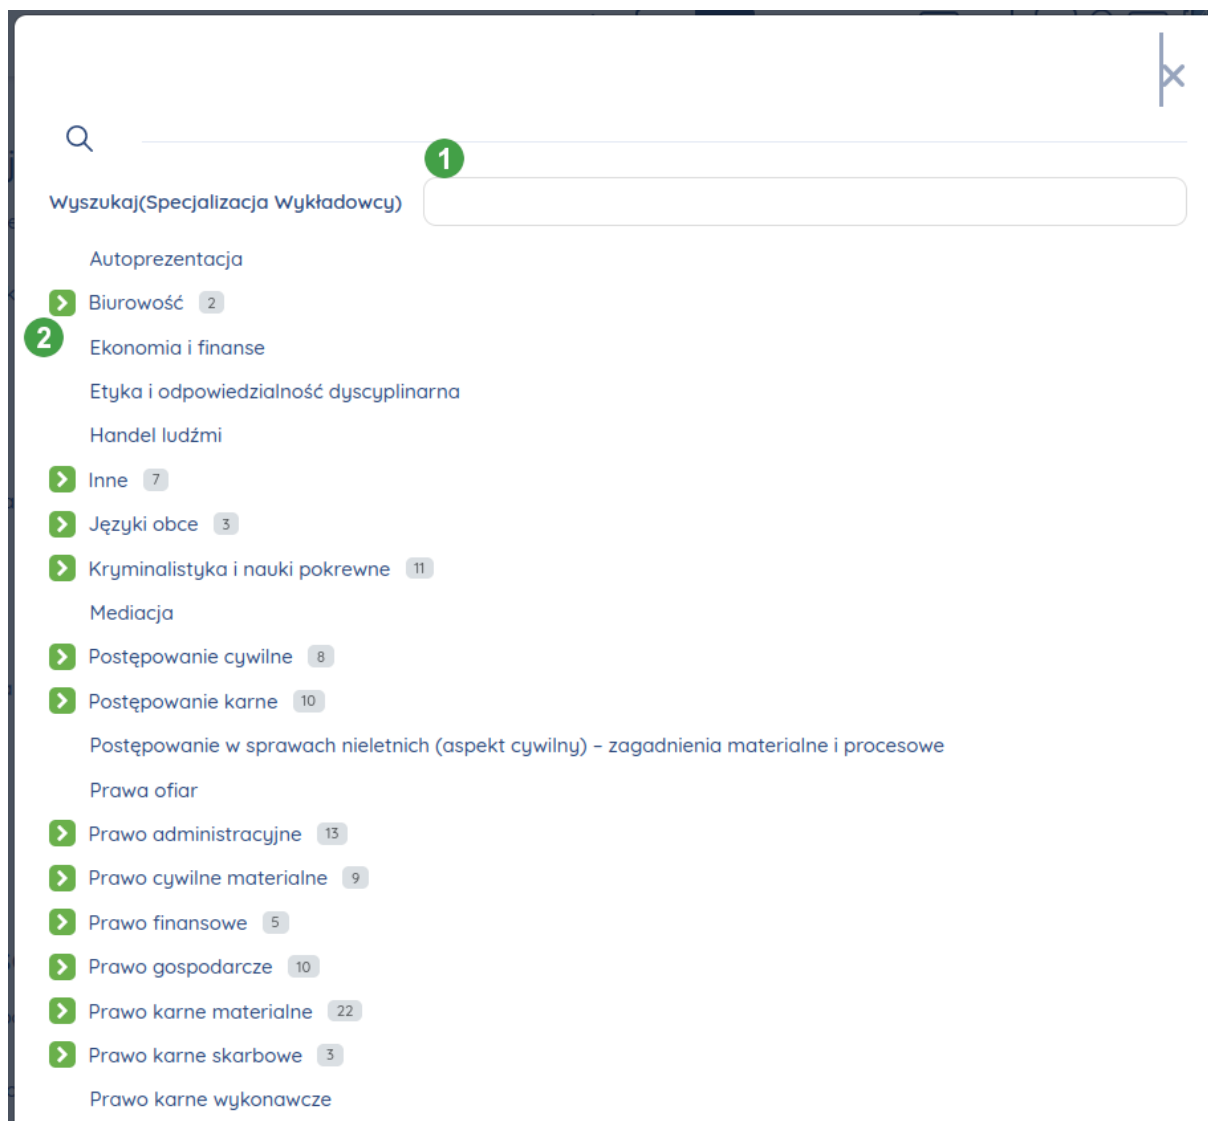 1
Wyszukaj(Specjalizacja Wykładowcy)
Autoprezentacja
Biurowość 2
2
Ekonomia i finanse
Etyka i odpowiedzialność dyscyplinarna
Handel ludźmi
Inne 7
Języki obce 3
Kryminalistyka i nauki pokrewne 11
Mediacja
Postępowanie cywilne 8
Postępowanie karne 10
Postępowanie w sprawach nieletnich (aspekt cywilny) – zagadnienia materialne i procesowe
Prawa ofiar
Prawo administracyjne 13
Prawo cywilne materialne 9
Prawo finansowe 5
Prawo gospodarcze 10
Prawo karne materialne 22
Prawo karne skarbowe 3
Prawo karne wykonawcze